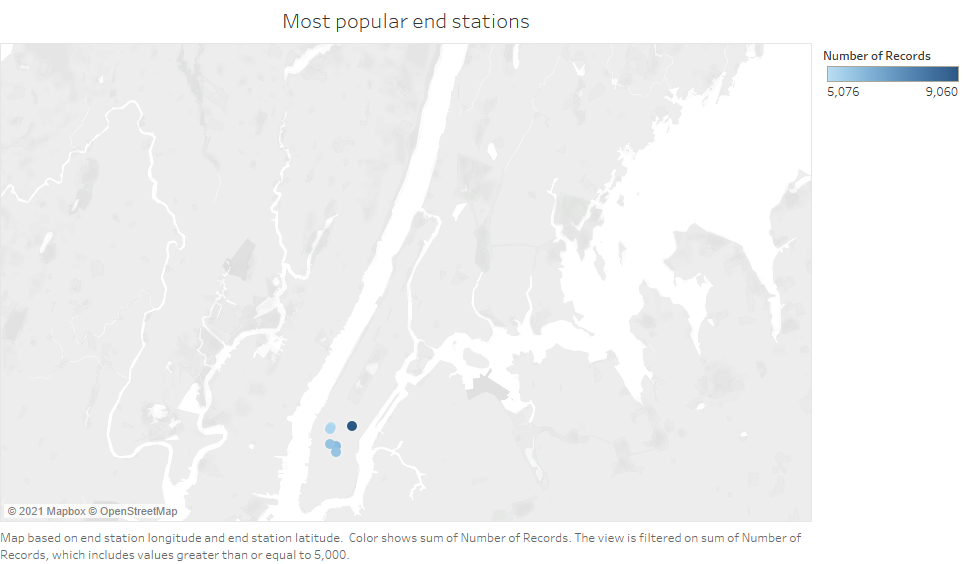 Most popular end stations
Number of Records
5,076 9,060
© 2021 Mapbox © OpenStreetMap
Map based on end station longitude and end station latitude. Color shows sum of Number of Records. The view is filtered on sum of Number of
Records, which includes values greater than or equal to 5,000.